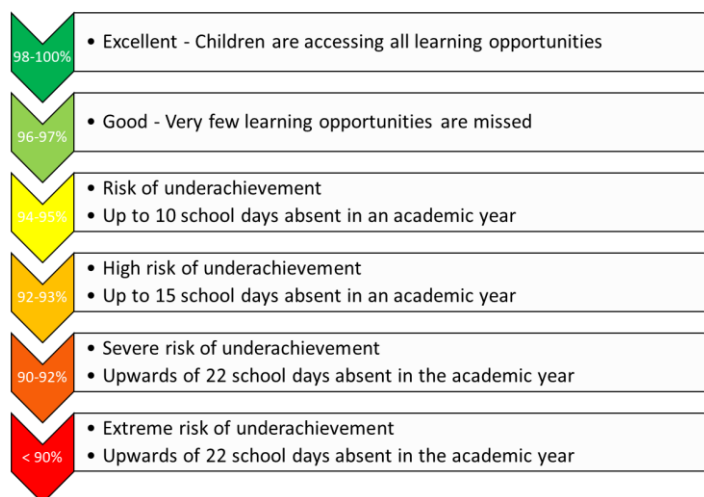 98-100%
• Excellent - Children are accessing all learning opportunities
96-97%
• Good - Very few learning opportunities are missed
94-95%
• Risk of underachievement
• Up to 10 school days absent in an academic year
92-93%
• High risk of underachievement
• Up to 15 school days absent in an academic year
90-92%
• Severe risk of underachievement
• Upwards of 22 school days absent in the academic year
< 90%
• Extreme risk of underachievement
• Upwards of 22 school days absent in the academic year